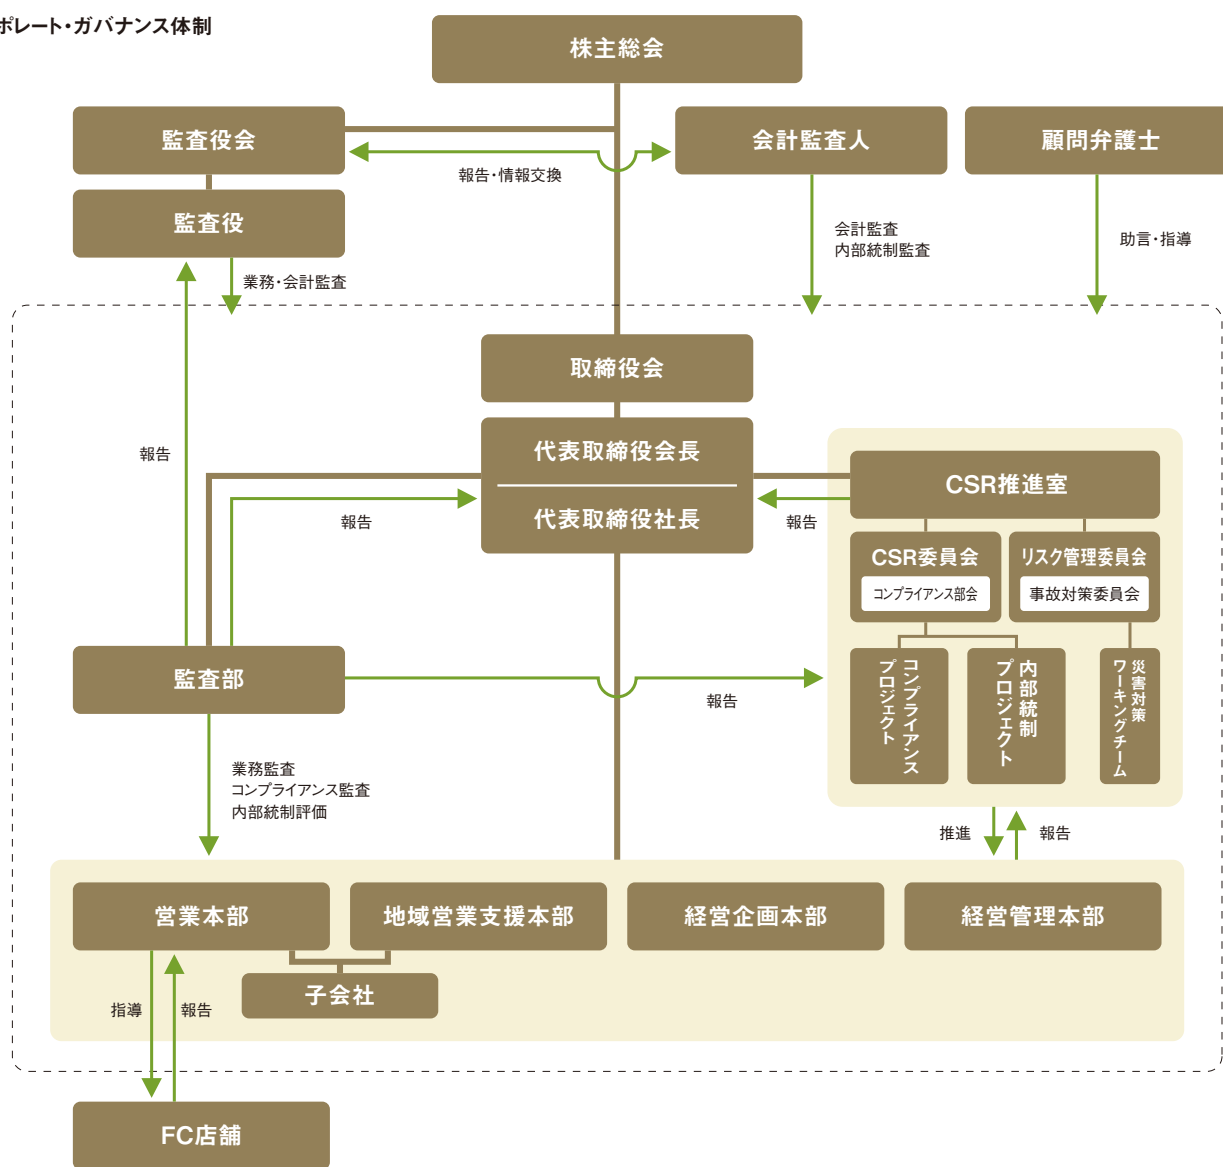 ポレート・ガバナンス体制
株主総会
監査役会
会計監査人
顧問弁護士
報告・情報交換
監査役
会計監査
内部統制監査
助言・指導
業務・会計監査
取締役会
報告
代表取締役会長
代表取締役社長
報告
報告
CSR推進室
CSR委員会
コンプライアンス部会
リスク管理委員会
事故対策委員会
監査部
報告
コンプライアンス
プロジェクト
内部統制
プロジェクト
災害対策
ワーキングチーム
業務監査
コンプライアンス監査
内部統制評価
推進
報告
営業本部
地域営業支援本部
経営企画本部
経営管理本部
子会社
指導
報告
FC店舗